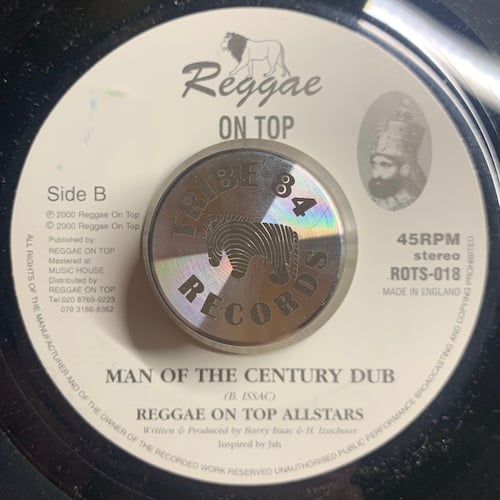 Reggae
ON TOP
Side B
℗ 2000 Reggae On Top
© 2000 Reggae On Top
Published by:
REGGAE ON TOP
Mastered at
MUSIC HOUSE
Distributed by:
REGGAE ON TOP
Tel:020 8769-9223
079 3186-8362
TRIBE 84
RECORDS
45RPM
stereo
ROTS-018
MADE IN ENGLAND
MAN OF THE CENTURY DUB
(B. ISSAC)
REGGAE ON TOP ALLSTARS
Written & Produced by Barry Issac & H. Izachaar
Inspired by Jah
ALL RIGHTS OF THE MANUFACTURER AND OF THE OWNER OF THE RECORDED WORK RESERVED UNAUTHORISED PUBLIC PERFORMANCE BROADCASTING AND COPYING PROHIBITED